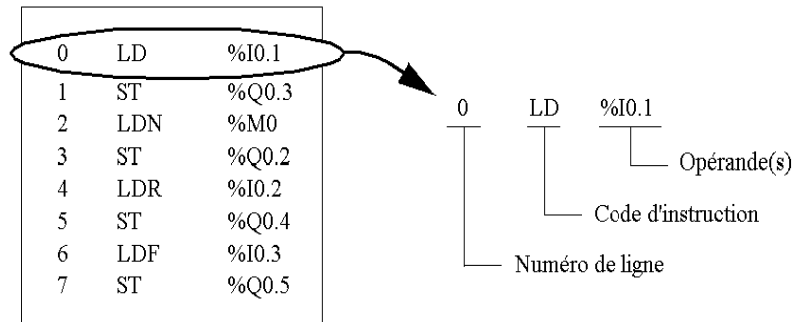 0 LD %I0.1
1 ST %Q0.3
2 LDN %M0
3 ST %Q0.2
4 LDR %I0.2
5 ST %Q0.4
6 LDF %I0.3
7 ST %Q0.5
0 LD %I0.1
Opérande(s)
Code d'instruction
Numéro de ligne